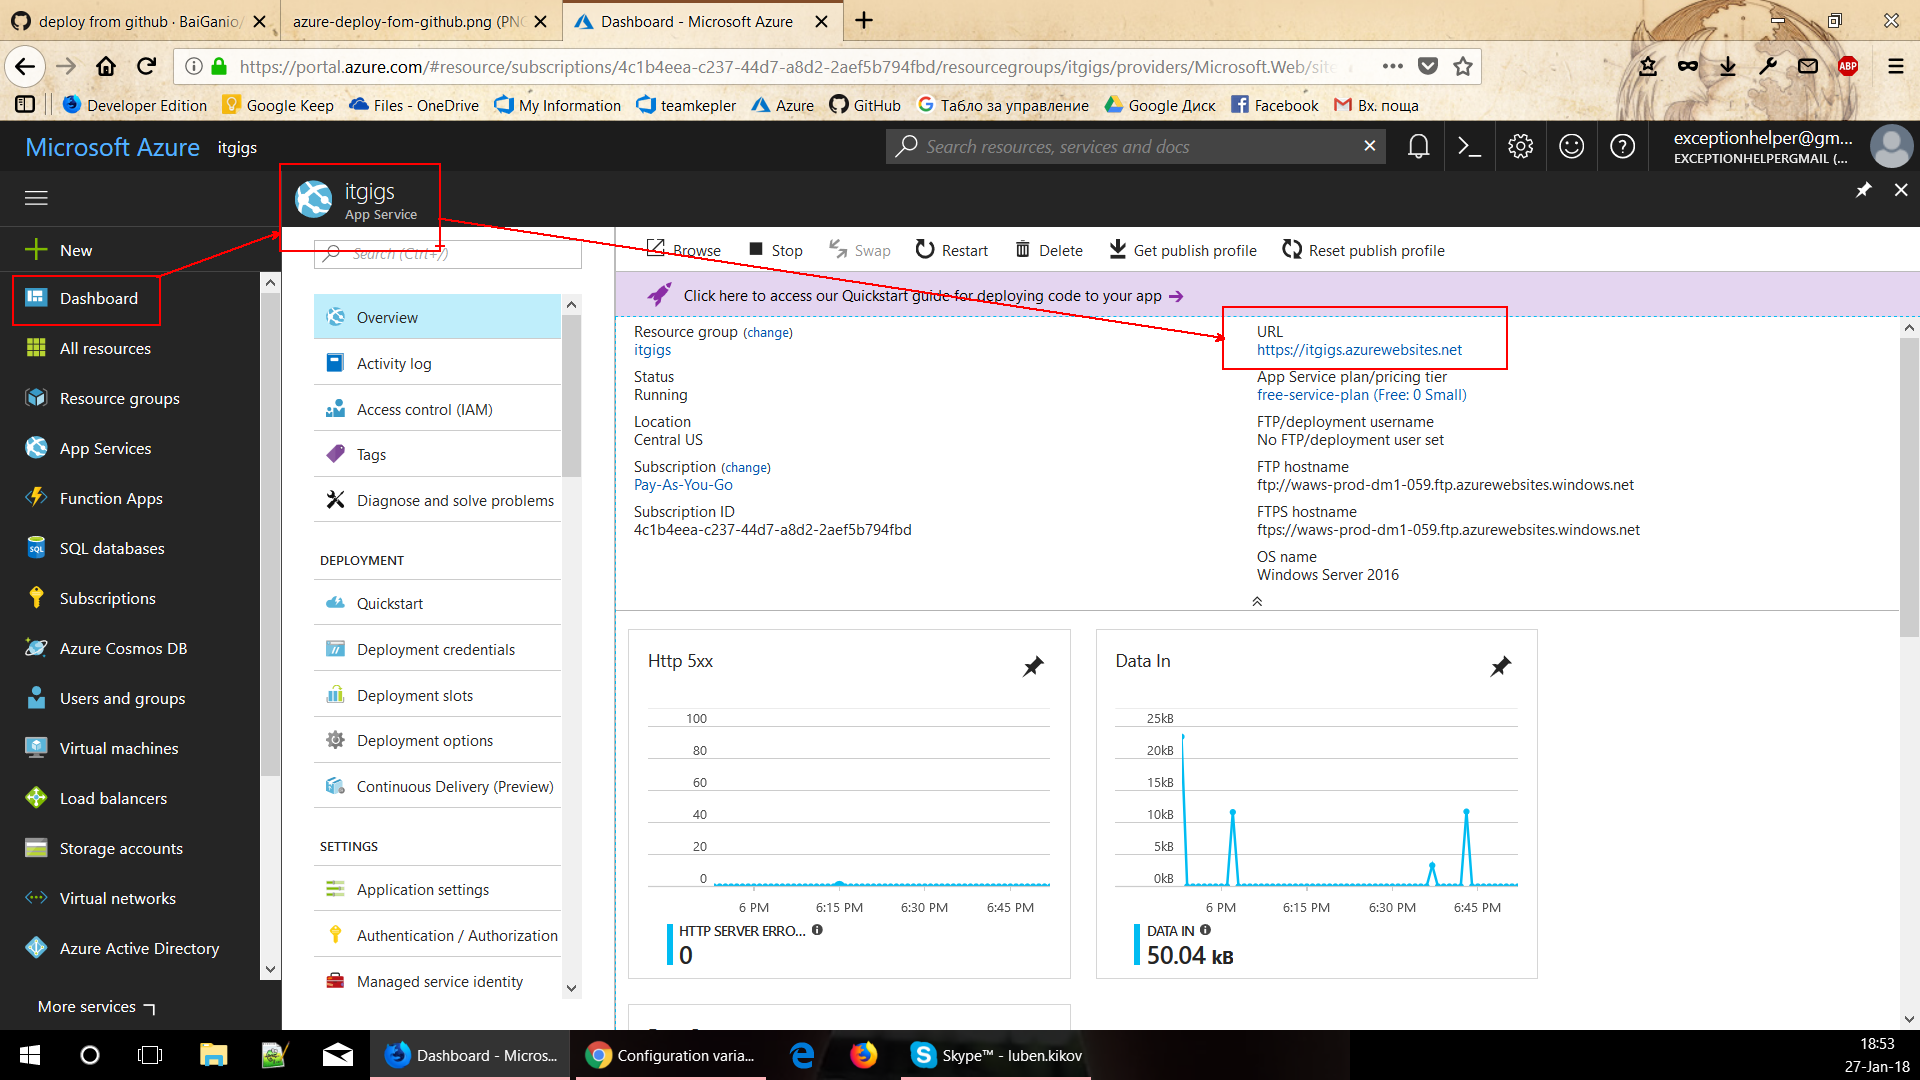 deploy from github · BaiGanio/
azure-deploy-fom-github.png (PN
Dashboard - Microsoft Azure
https://portal.azure.com/#resource/subscriptions/4c1b4eea-c237-44d7-a8d2-2aef5b794fbd/resourcegroups/itgigs/providers/Microsoft.Web/site
ABP
Developer Edition
Google Keep
Files - OneDrive
My Information
teamkepler
Azure
GitHub
Табло за управление
Google Диск
Facebook
Вх. поща
Microsoft Azure
itgigs
Search resources, services and docs
exceptionhelper@gm...
EXCEPTIONHELPERGMAIL (...
itgigs
App Service
New
Dashboard
All resources
Resource groups
App Services
Function Apps
SQL databases
Subscriptions
Azure Cosmos DB
Users and groups
Virtual machines
Load balancers
Storage accounts
Virtual networks
Azure Active Directory
More services
Search (Ctrl+/)
Overview
Activity log
Access control (IAM)
Tags
Diagnose and solve problems
DEPLOYMENT
Quickstart
Deployment credentials
Deployment slots
Deployment options
Continuous Delivery (Preview)
SETTINGS
Application settings
Authentication / Authorization
Managed service identity
Browse
Stop
Swap
Restart
Delete
Get publish profile
Reset publish profile
Click here to access our Quickstart guide for deploying code to your app
Resource group (change)
itgigs
Status
Running
Location
Central US
Subscription (change)
Pay-As-You-Go
Subscription ID
4c1b4eea-c237-44d7-a8d2-2aef5b794fbd
URL
https://itgigs.azurewebsites.net
App Service plan/pricing tier
free-service-plan (Free: 0 Small)
FTP/deployment username
No FTP/deployment user set
FTP hostname
ftp://waws-prod-dm1-059.ftp.azurewebsites.windows.net
FTPS hostname
ftps://waws-prod-dm1-059.ftp.azurewebsites.windows.net
OS name
Windows Server 2016
Http 5xx
100
80
60
40
20
0
6 PM
6:15 PM
6:30 PM
6:45 PM
HTTP SERVER ERRO...
0
Data In
25kB
20kB
15kB
10kB
5kB
0kB
6 PM
6:15 PM
6:30 PM
6:45 PM
DATA IN
50.04 kB
Dashboard - Micros...
Configuration varia...
Skype™ - luben.kikov
18:53
27-Jan-18